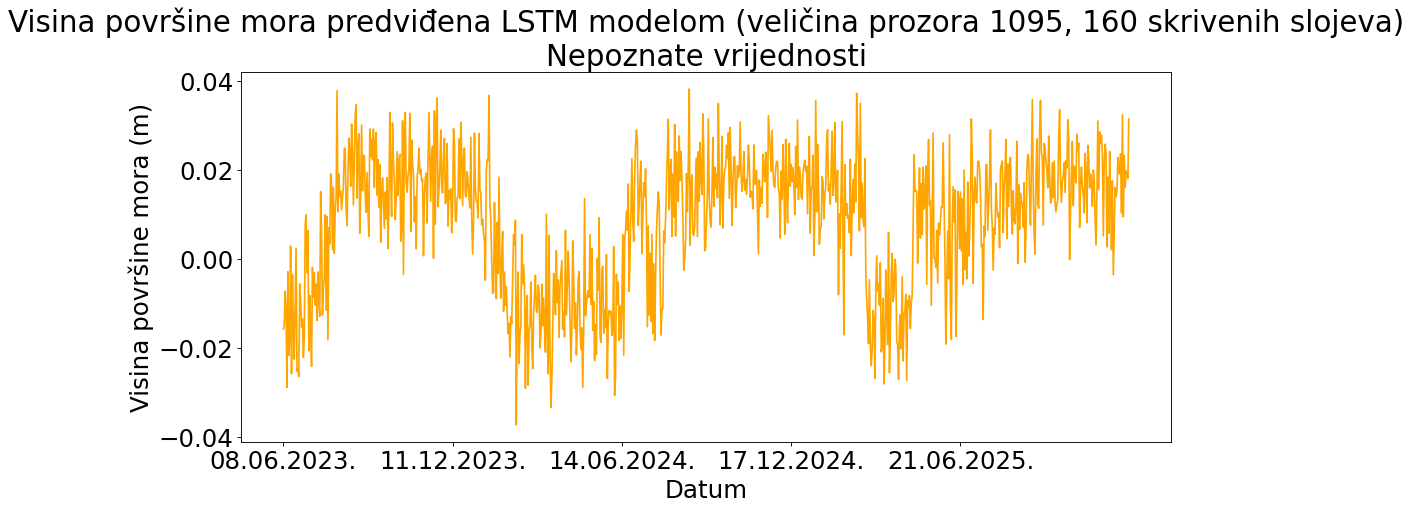 Visina površine mora predviđena LSTM modelom (veličina prozora 1095, 160 skrivenih slojeva)
Nepoznate vrijednosti
Visina površine mora (m)
0.04
0.02
0.00
−0.02
−0.04
08.06.2023. 11.12.2023. 14.06.2024. 17.12.2024. 21.06.2025.
Datum